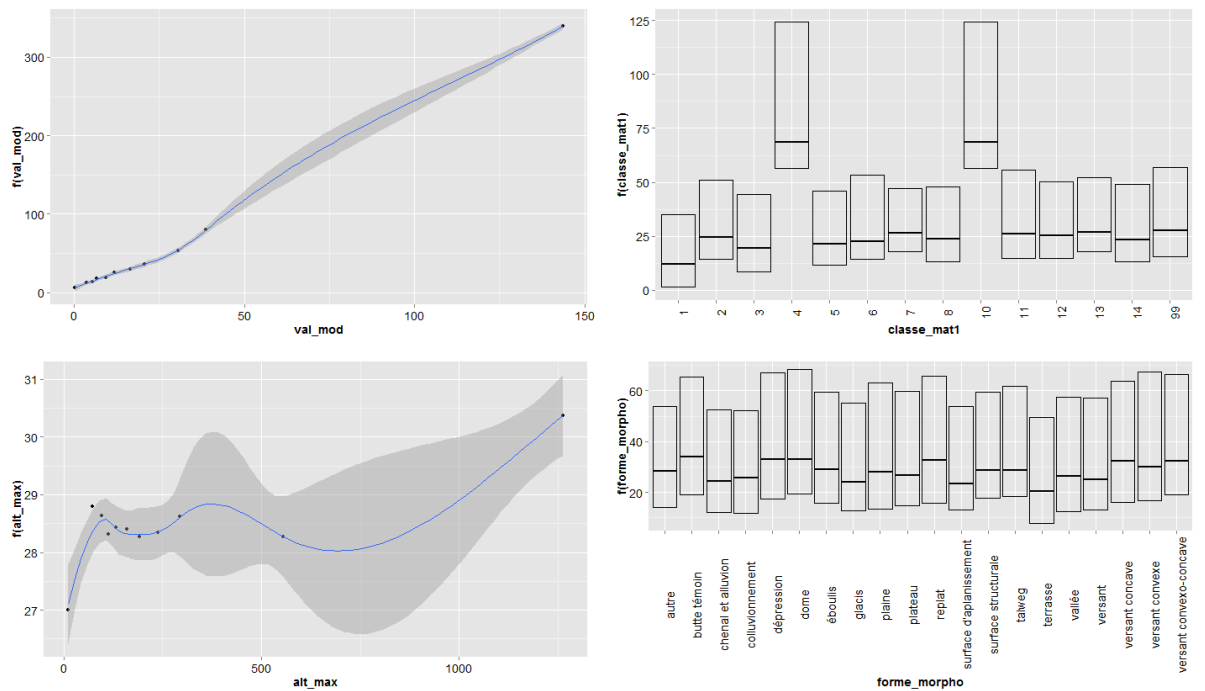 f(val_mod)
300
200
100
0
0
50
100
150
val_mod
f(classe_mat1)
125
100
75
50
25
0
1
2
3
4
5
6
7
8
10
11
12
13
14
99
classe_mat1
f(alt_max)
31
30
29
28
27
0
500
1000
alt_max
f(forme_morpho)
60
40
20
autre
butte témoin
chenal et alluvion
colluvionnement
dépression
dome
éboulis
glacis
plaine
plateau
replat
surface d'aplanissement
surface structurale
talweg
terrasse
vallée
versant
versant concave
versant convexe
versant convexo-concave
forme_morpho